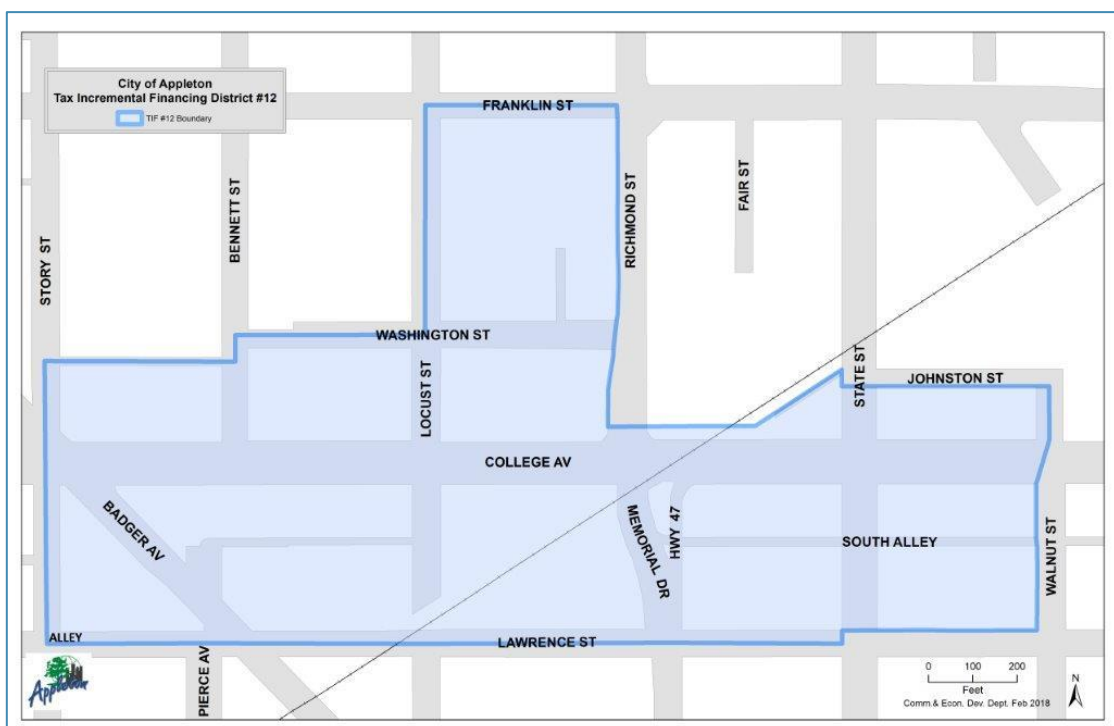 City of Appleton
Tax Incremental Financing District #12
TIF #12 Boundary
FRANKLIN ST
STORY ST
BENNETT ST
RICHMOND ST
FAIR ST
WASHINGTON ST
LOCUST ST
STATE ST
JOHNSTON ST
COLLEGE AV
BADGER AV
MEMORIAL DR
HWY 47
SOUTH ALLEY
WALNUT ST
ALLEY
LAWRENCE ST
PIERCE AV
Appleton
0 100 200
Feet
N
Comm.& Econ. Dev. Dept. Feb 2018